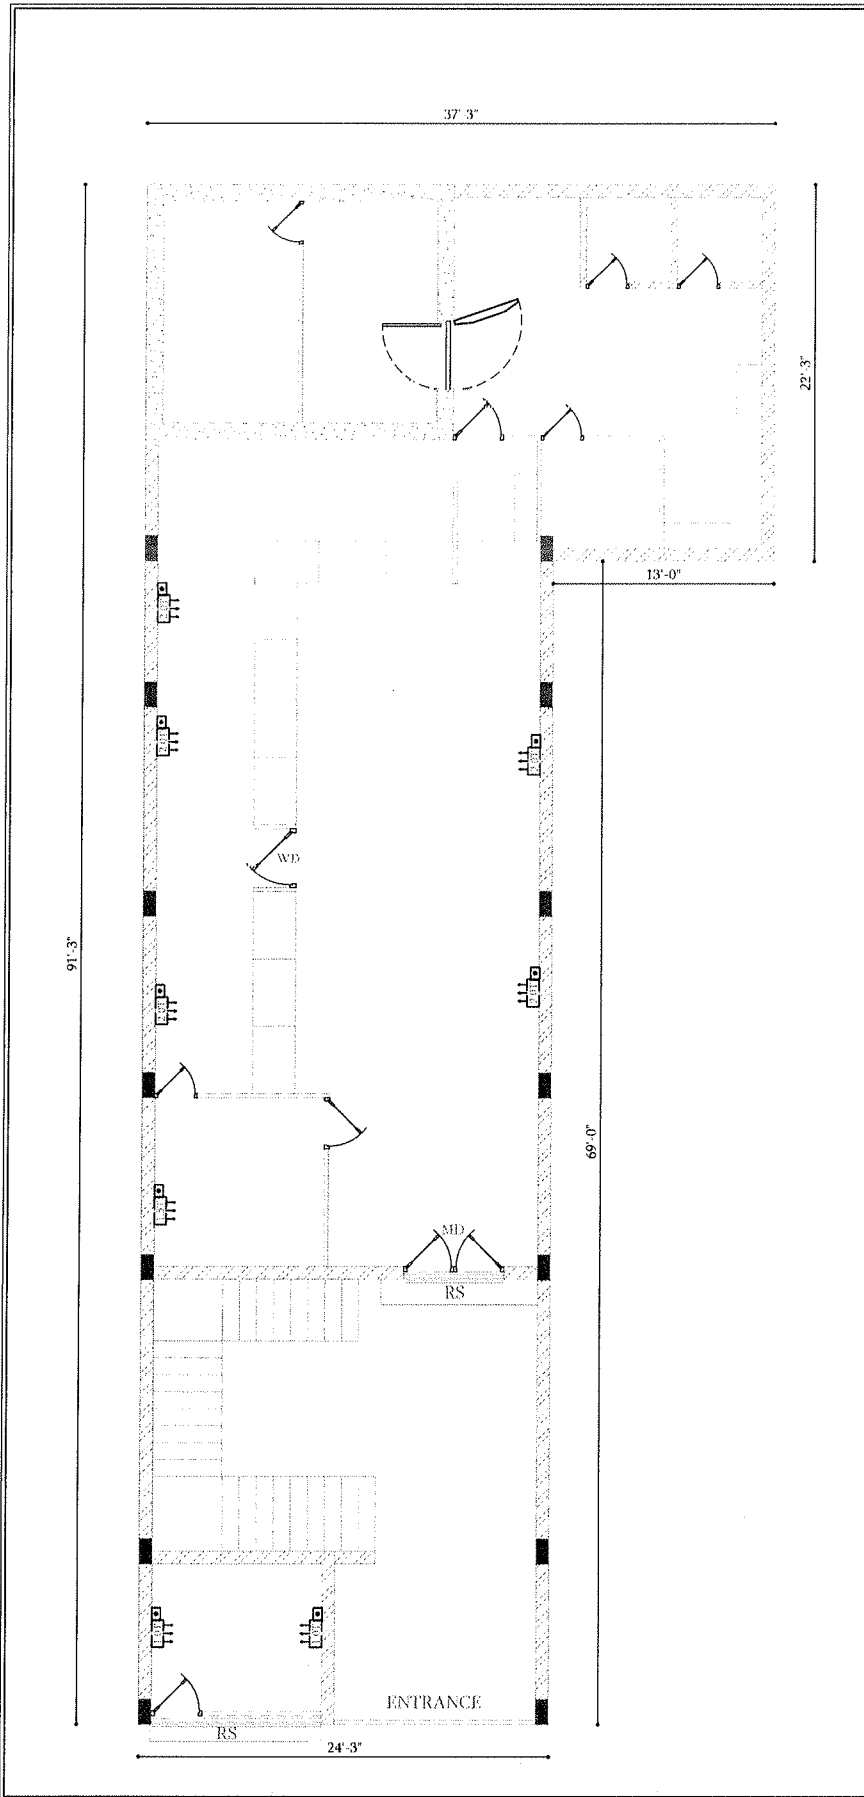 37'-3"
22'-3"
13'-0"
WD
91'-3"
69'-0"
MD
RS
ENTRANCE
RS
24'-3"